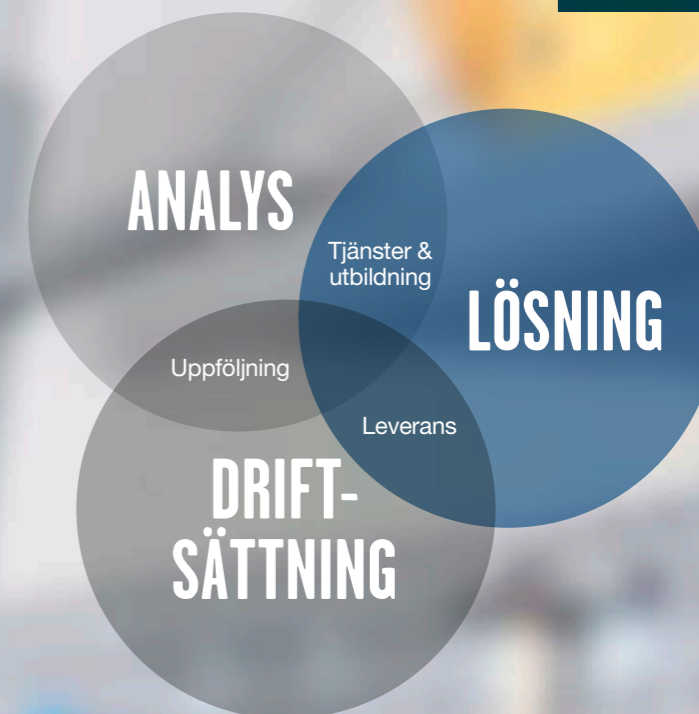 ANALYS
Tjänster &
utbildning
LÖSNING
Uppföljning
Leverans
DRIFT-
SÄTTNING